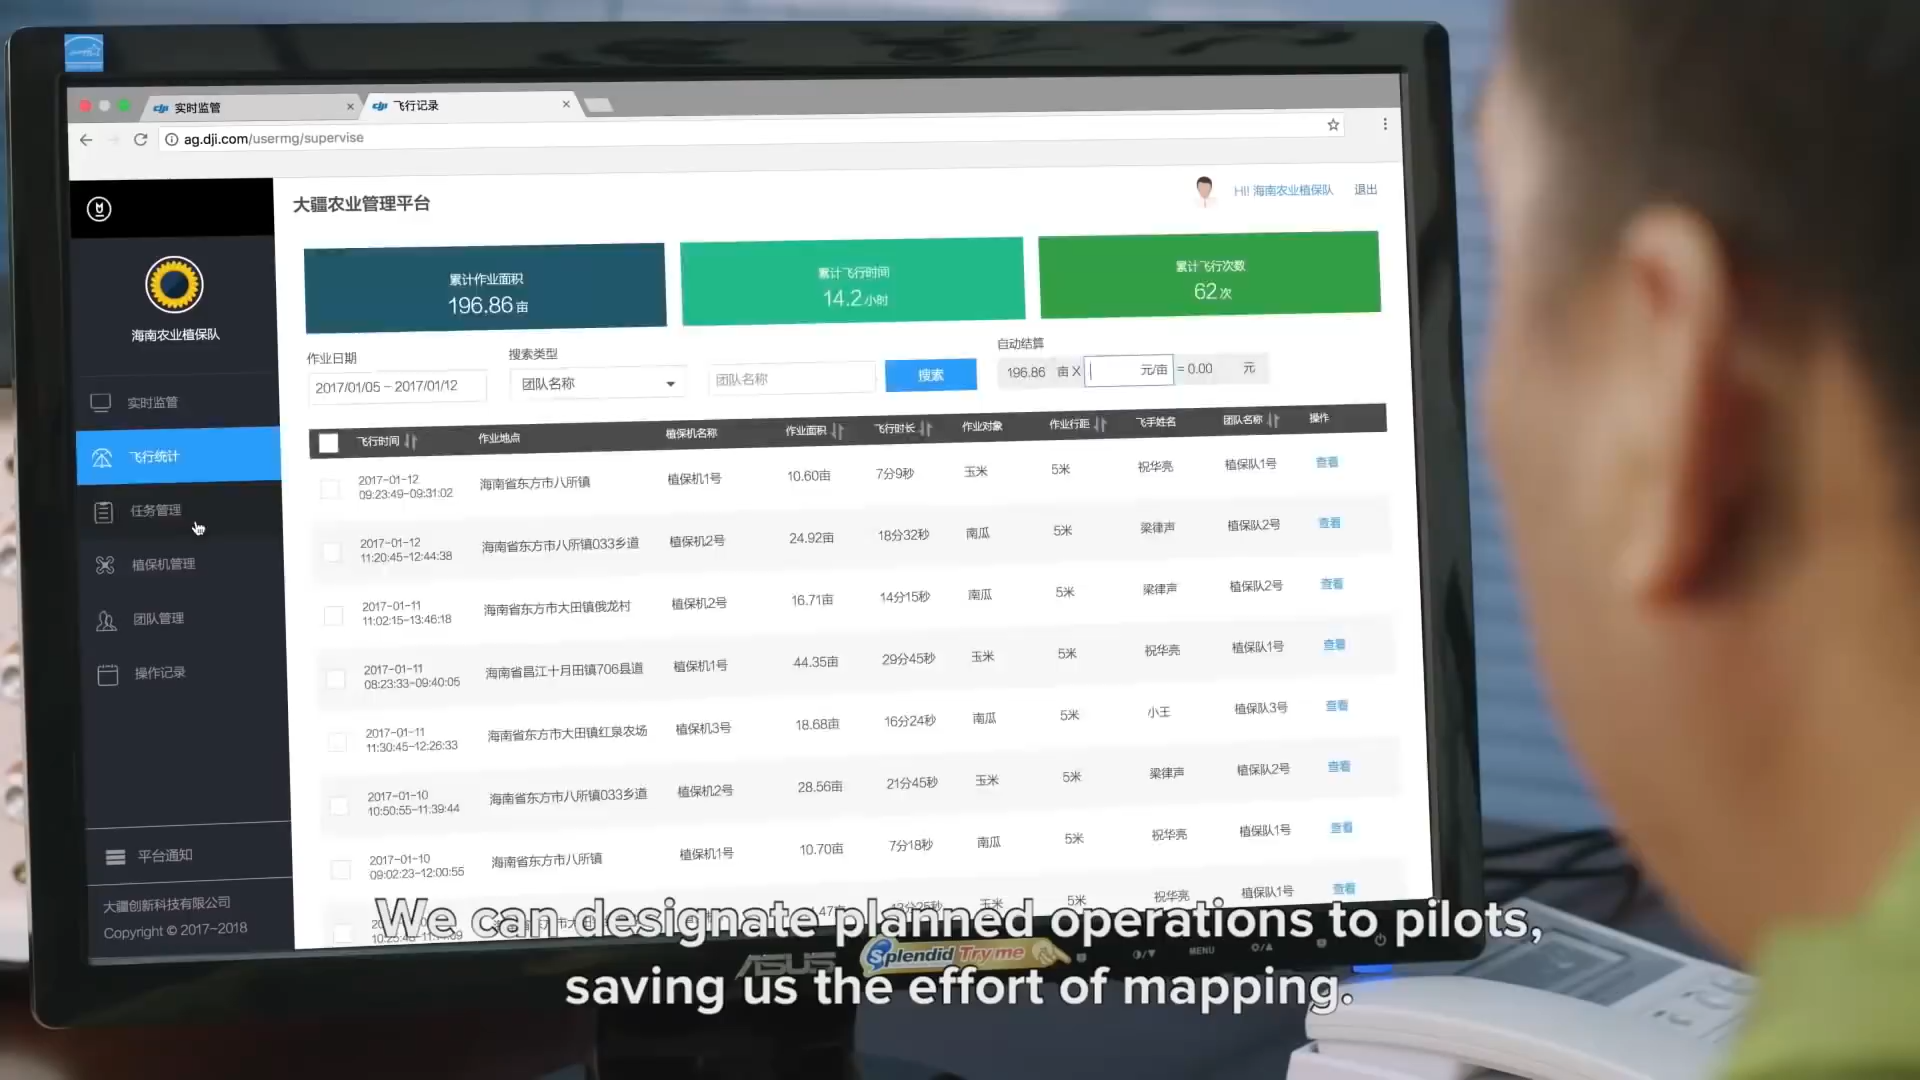 实时监管
飞行记录
ag.dji.com/usermg/supervise
大疆农业管理平台
HI! 海南农业植保队 退出
海南农业植保队
累计作业面积
196.86 亩
累计飞行时间
14.2 小时
累计飞行次数
62 次
作业日期
2017/01/05 - 2017/01/12
搜索类型
团队名称
团队名称
搜索
自动结算
196.86 亩 X 元/亩 = 0.00 元
实时监管
飞行统计
任务管理
植保机管理
团队管理
操作记录
平台通知
大疆创新科技有限公司
Copyright © 2017-2018
飞行时间 作业地点 植保机名称 作业面积 飞行时长 作业对象 作业行距 飞手姓名 团队名称 操作
2017-01-12
09:23:49-09:31:02 海南省东方市八所镇 植保机1号 10.60亩 7分9秒 玉米 5米 祝华亮 植保队1号 查看
2017-01-12
11:20:45-12:44:38 海南省东方市八所镇033乡道 植保机2号 24.92亩 18分32秒 南瓜 5米 梁律声 植保队2号 查看
2017-01-11
11:02:15-13:46:18 海南省东方市大田镇俄龙村 植保机2号 16.71亩 14分15秒 南瓜 5米 梁律声 植保队2号 查看
2017-01-11
08:23:33-09:40:05 海南省昌江十月田镇706县道 植保机1号 44.35亩 29分45秒 玉米 5米 祝华亮 植保队1号 查看
2017-01-11
11:30:45-12:26:33 海南省东方市大田镇红泉农场 植保机3号 18.68亩 16分24秒 南瓜 5米 小王 植保队3号 查看
2017-01-10
10:50:55-11:39:44 海南省东方市八所镇033乡道 植保机2号 28.56亩 21分45秒 玉米 5米 梁律声 植保队2号 查看
2017-01-10
09:02:23-12:00:55 海南省东方市八所镇 植保机1号 10.70亩 7分18秒 南瓜 5米 祝华亮 植保队1号 查看
玉米 5米 祝华亮 植保队1号 查看
We can designate planned operations to pilots,
saving us the effort of mapping.
ASUS
Splendid Try me
MENU